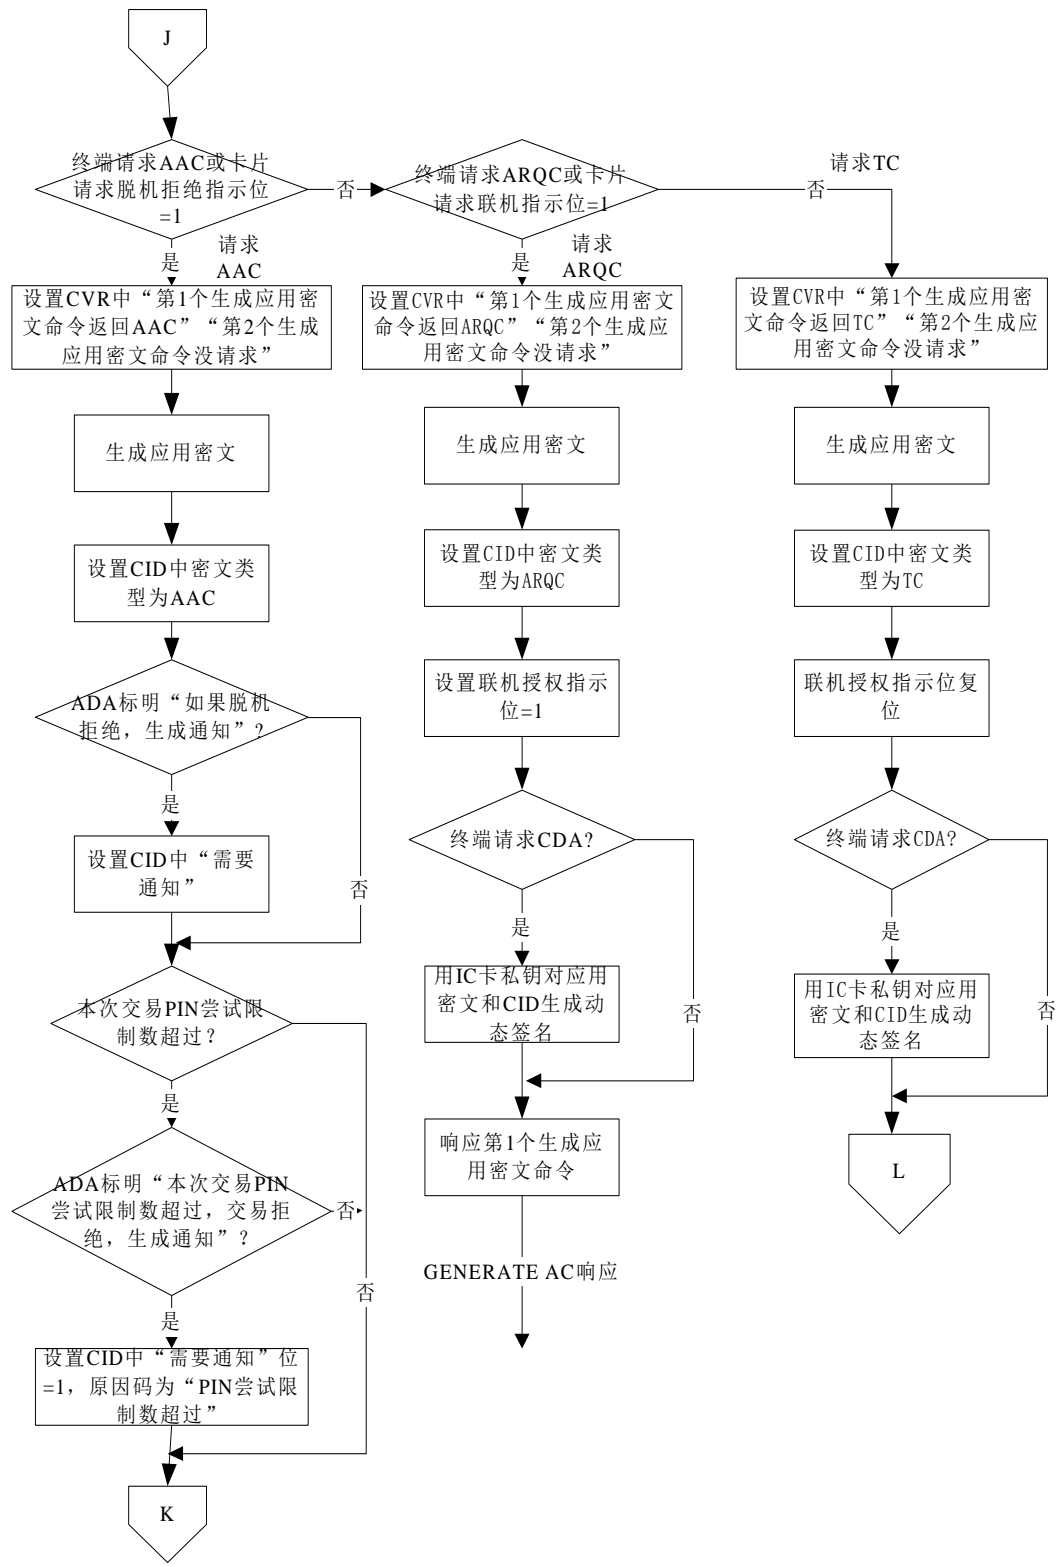 J
终端请求AAC或卡片
请求脱机拒绝指示位
=1
否
终端请求ARQC或卡片
请求联机指示位=1
否
请求TC
是
请求
AAC
是
请求
ARQC
设置CVR中“第1个生成应用密
文命令返回AAC”“第2个生成
应用密文命令没请求”
设置CVR中“第1个生成应用密文
命令返回ARQC”“第2个生成应
用密文命令没请求”
设置CVR中“第1个生成应用密
文命令返回TC”“第2个生成应
用密文命令没请求”
生成应用密文
生成应用密文
生成应用密文
设置CID中密文类
型为AAC
设置CID中密文类
型为ARQC
设置CID中密文类
型为TC
ADA标明“如果脱机
拒绝，生成通知”?
设置联机授权指示
位=1
联机授权指示位复
位
是
否
设置CID中“需要
通知”
终端请求CDA?
是
否
终端请求CDA?
是
否
本次交易PIN尝试限
制数超过？
是
否
用IC卡私钥对应用
密文和CID生成动
态签名
用IC卡私钥对应用
密文和CID生成动
态签名
ADA标明“本次交易PIN
尝试限制数超过，交易拒
绝，生成通知”？
否
是
响应第1个生成应
用密文命令
L
GENERATE AC响应
设置CID中“需要通知”位
=1，原因码为“PIN尝试限
制数超过”
K